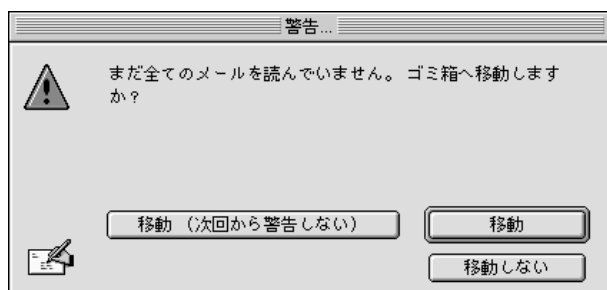 警告...
まだ全てのメールを読んでいません。 ゴミ箱へ移動します
か？
移動 （次回から警告しない）
移動
移動しない